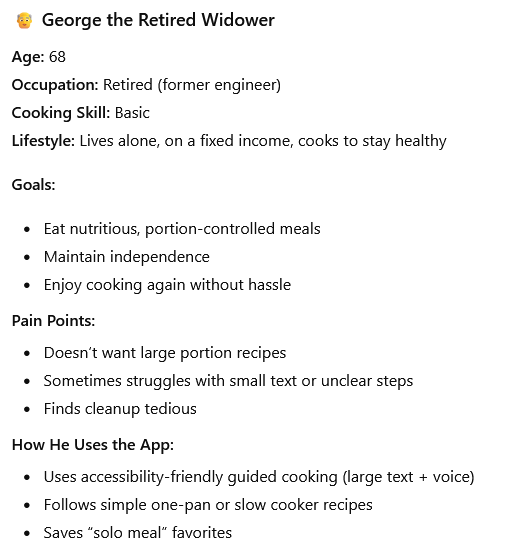 👴 George the Retired Widower
Age: 68
Occupation: Retired (former engineer)
Cooking Skill: Basic
Lifestyle: Lives alone, on a fixed income, cooks to stay healthy
Goals:
• Eat nutritious, portion-controlled meals
• Maintain independence
• Enjoy cooking again without hassle
Pain Points:
• Doesn’t want large portion recipes
• Sometimes struggles with small text or unclear steps
• Finds cleanup tedious
How He Uses the App:
• Uses accessibility-friendly guided cooking (large text + voice)
• Follows simple one-pan or slow cooker recipes
• Saves “solo meal” favorites